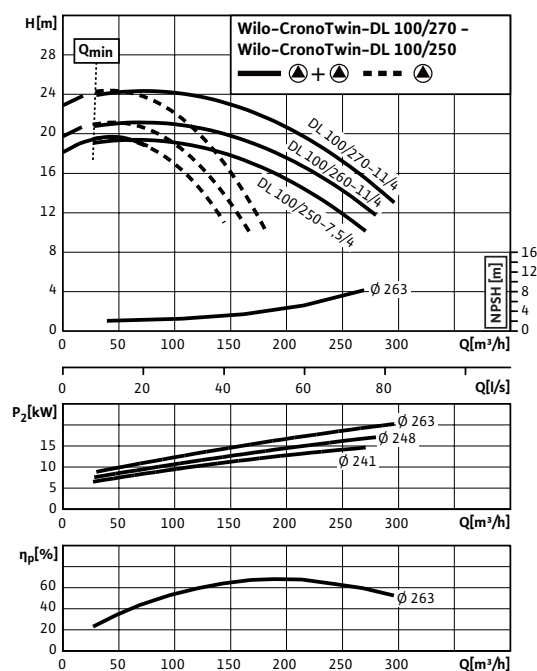 H[m]
Wilo-CronoTwin-DL 100/270 –
Wilo-CronoTwin-DL 100/250
+
Qmin
28
24
20
16
12
8
4
0
DL 100/270-11/4
DL 100/260-11/4
DL 100/250-7.5/4
16
12
8
4
0
NPSH [m]
Ø 263
0 50 100 150 200 250 300 Q[m³/h]
0 20 40 60 80 Q[l/s]
P₂[kW]
15
10
5
0
Ø 263
Ø 248
Ø 241
0 50 100 150 200 250 300 Q[m³/h]
ηp[%]
60
40
20
0
Ø 263
0 50 100 150 200 250 300 Q[m³/h]